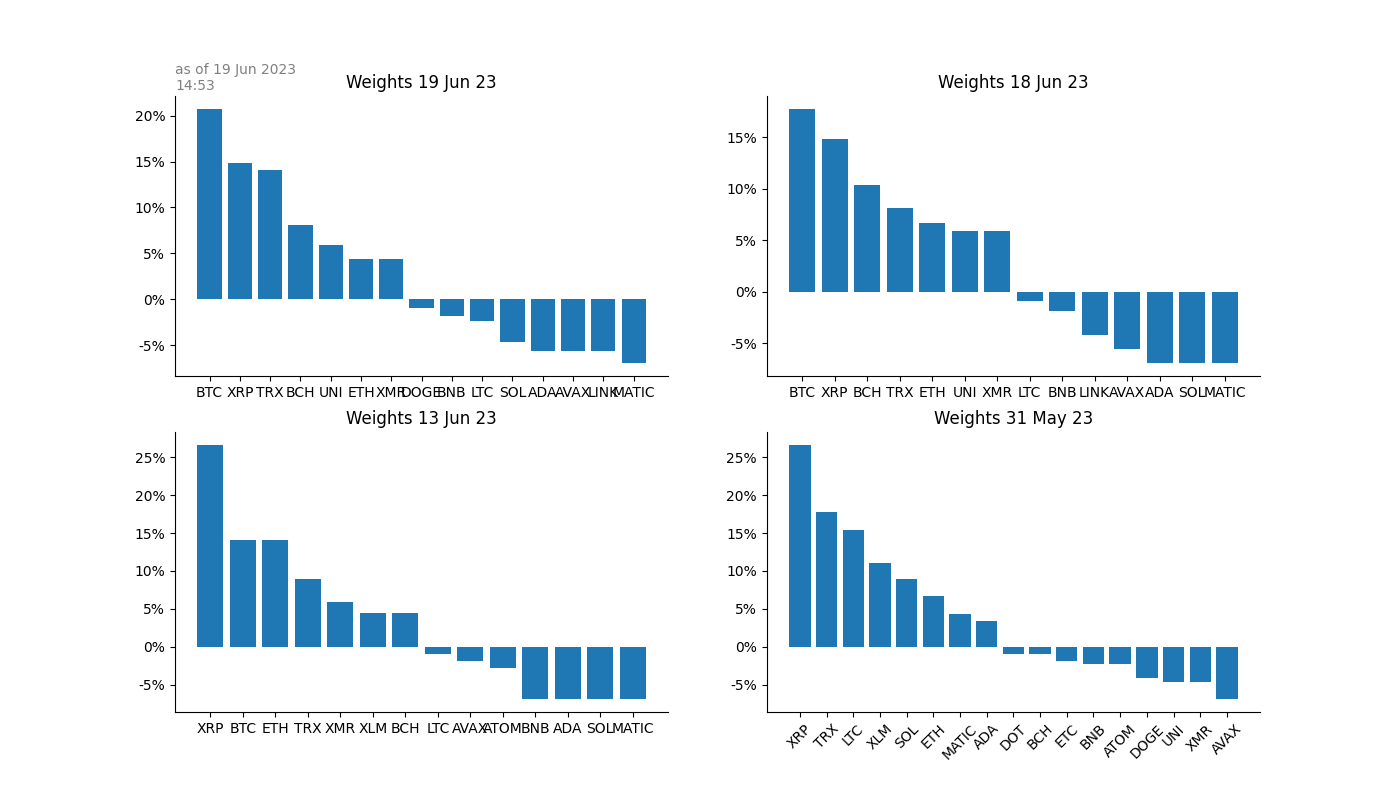 as of 19 Jun 2023
14:53
Weights 19 Jun 23
20%
15%
10%
5%
0%
-5%
BTC XRP TRX BCH UNI ETH XMR DOGE BNB LTC SOL ADA AVAX LINK MATIC
Weights 18 Jun 23
15%
10%
5%
0%
-5%
BTC XRP BCH TRX ETH UNI XMR LTC BNB LINK AVAX ADA SOL MATIC
Weights 13 Jun 23
25%
20%
15%
10%
5%
0%
-5%
XRP BTC ETH TRX XMR XLM BCH LTC AVAX ATOM BNB ADA SOL MATIC
Weights 31 May 23
25%
20%
15%
10%
5%
0%
-5%
XRP TRX LTC XLM SOL ETH MATIC ADA DOT BCH ETC BNB ATOM DOGE UNI XMR AVAX